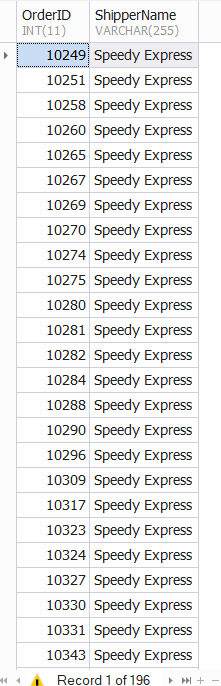 OrderID ShipperName
INT(11) VARCHAR(255)
10249 Speedy Express
10251 Speedy Express
10258 Speedy Express
10260 Speedy Express
10265 Speedy Express
10267 Speedy Express
10269 Speedy Express
10270 Speedy Express
10274 Speedy Express
10275 Speedy Express
10280 Speedy Express
10281 Speedy Express
10282 Speedy Express
10284 Speedy Express
10288 Speedy Express
10290 Speedy Express
10296 Speedy Express
10309 Speedy Express
10317 Speedy Express
10323 Speedy Express
10324 Speedy Express
10327 Speedy Express
10330 Speedy Express
10331 Speedy Express
10343 Speedy Express
Record 1 of 196